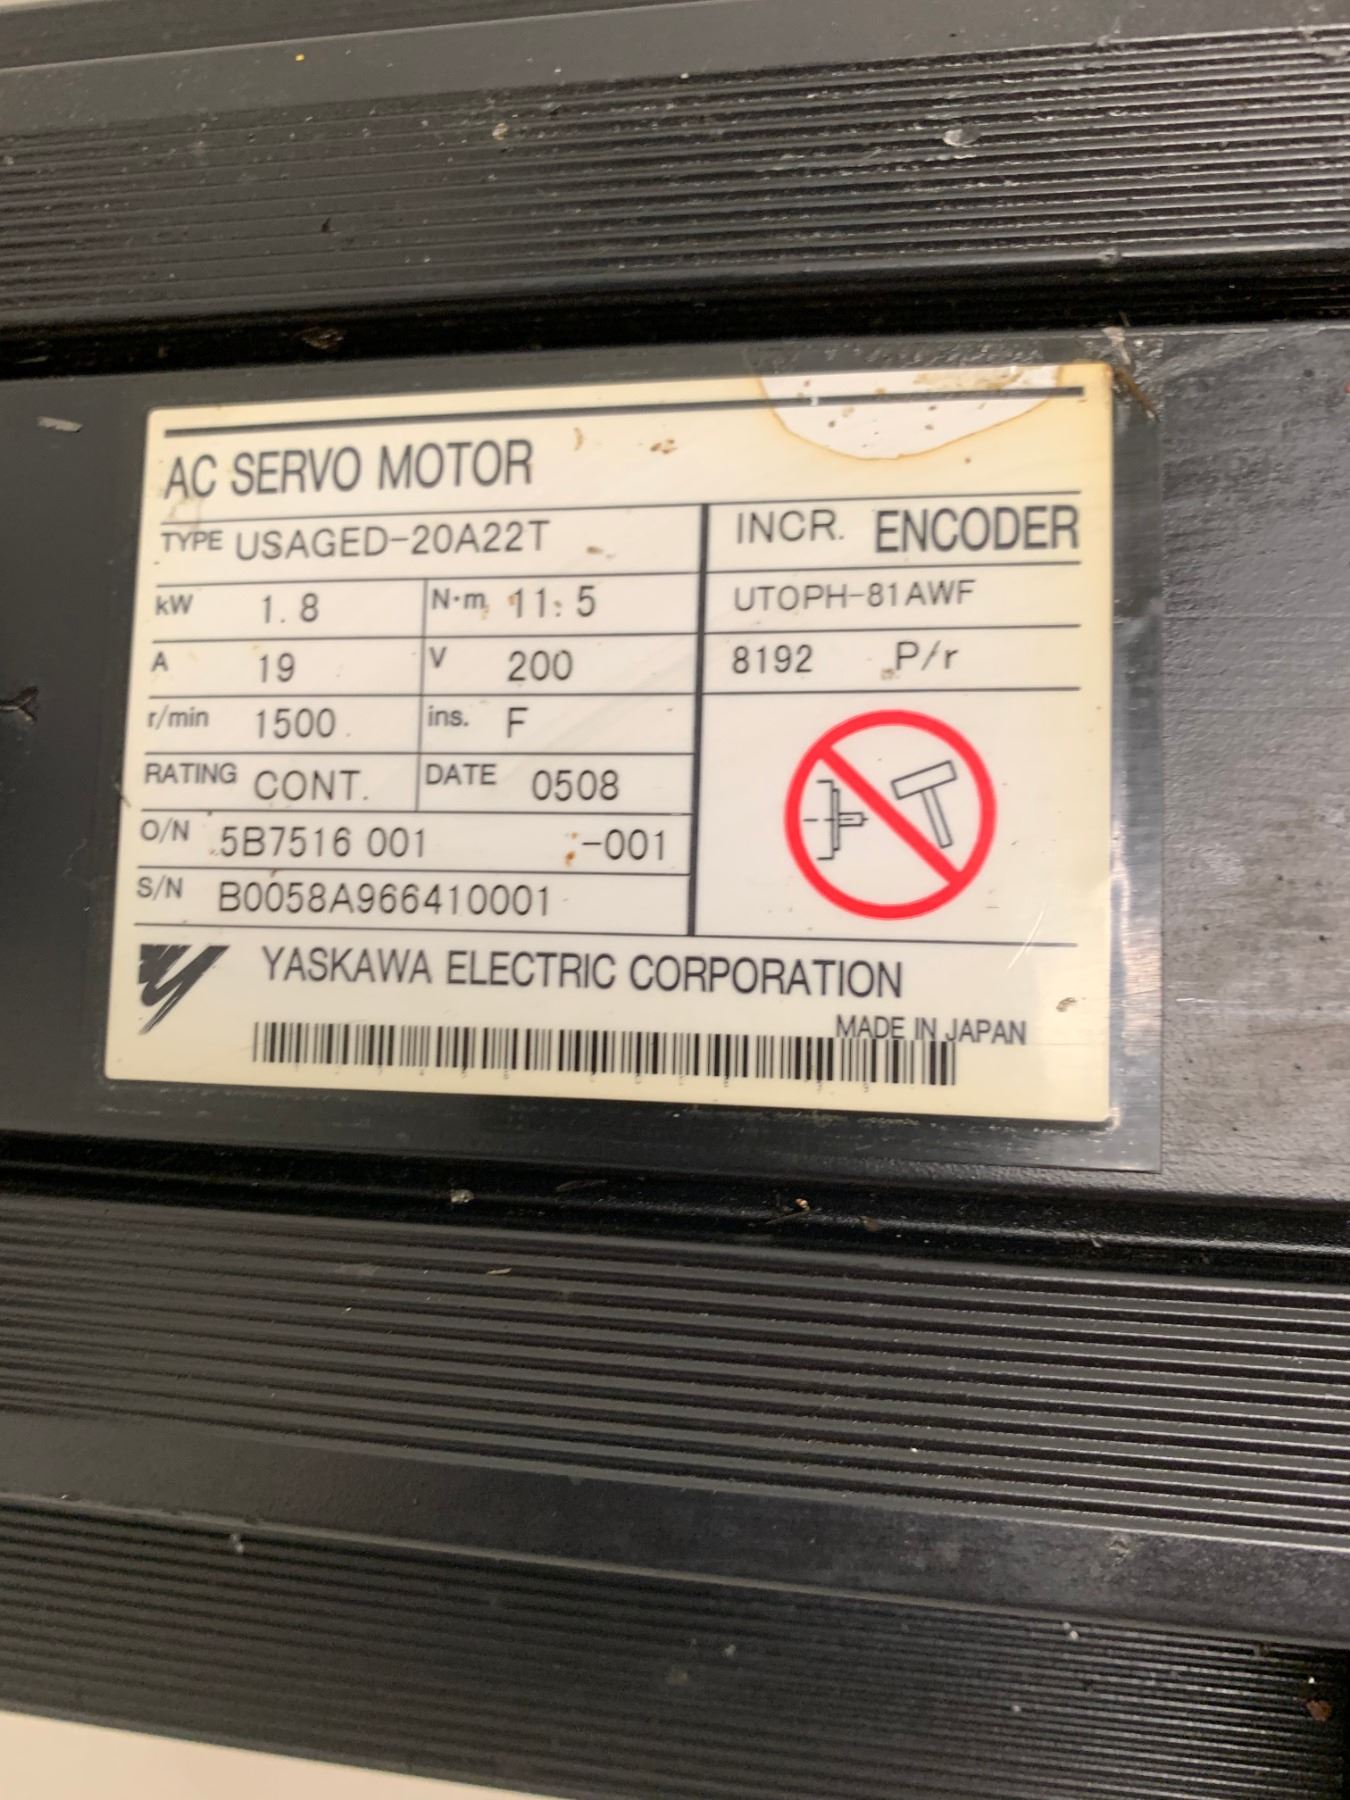 AC SERVO MOTOR
TYPE USAGED-20A22T
INCR. ENCODER
kW 1.8 N·m 11.5
UTOPH-81AWF
A 19 V 200
8192 P/r
r/min 1500 ins. F
RATING CONT. DATE 0508
O/N 5B7516 001 -001
S/N B0058A966410001
YASKAWA ELECTRIC CORPORATION
MADE IN JAPAN